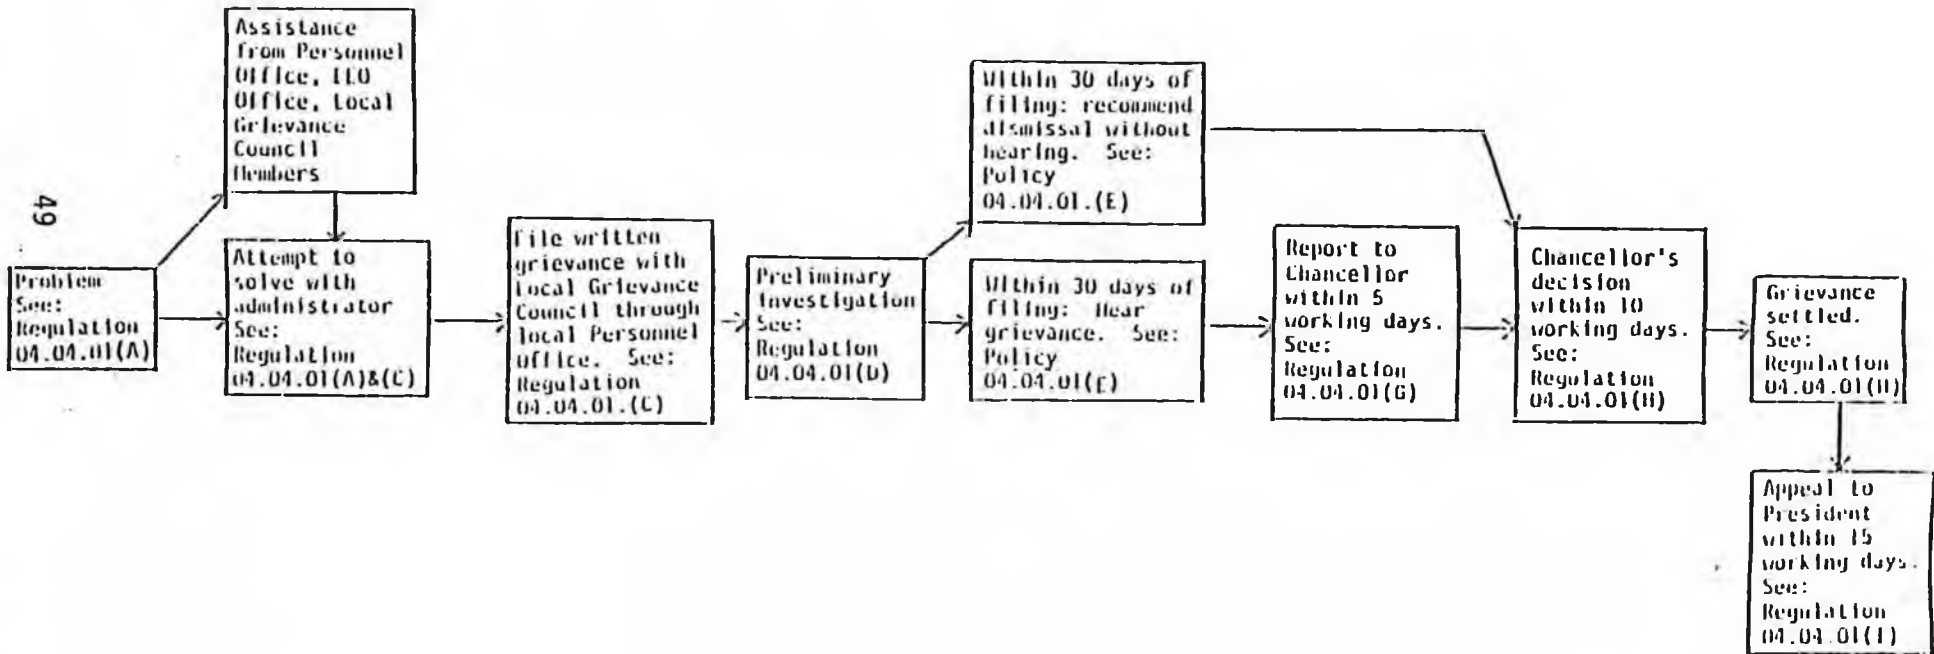 Assistance
from Personnel
Office, EEO
Office, Local
Grievance
Council
Members
49
Problem
See:
Regulation
04.04.01(A)
Attempt to
solve with
administrator
See:
Regulation
04.04.01(A)&(C)
File written
grievance with
Local Grievance
Council through
local Personnel
Office. See:
Regulation
04.04.01.(C)
Preliminary
Investigation
See:
Regulation
04.04.01(D)
Within 30 days of
filing: recommend
dismissal without
hearing. See:
Policy
04.04.01.(E)
Within 30 days of
filing: Hear
grievance. See:
Policy
04.04.01(E)
Report to
Chancellor
within 5
working days.
See:
Regulation
04.04.01(G)
Chancellor's
decision
within 10
working days.
See:
Regulation
04.04.01(H)
Grievance
settled.
See:
Regulation
04.04.01(H)
Appeal to
President
within 15
working days.
See:
Regulation
04.04.01(I)